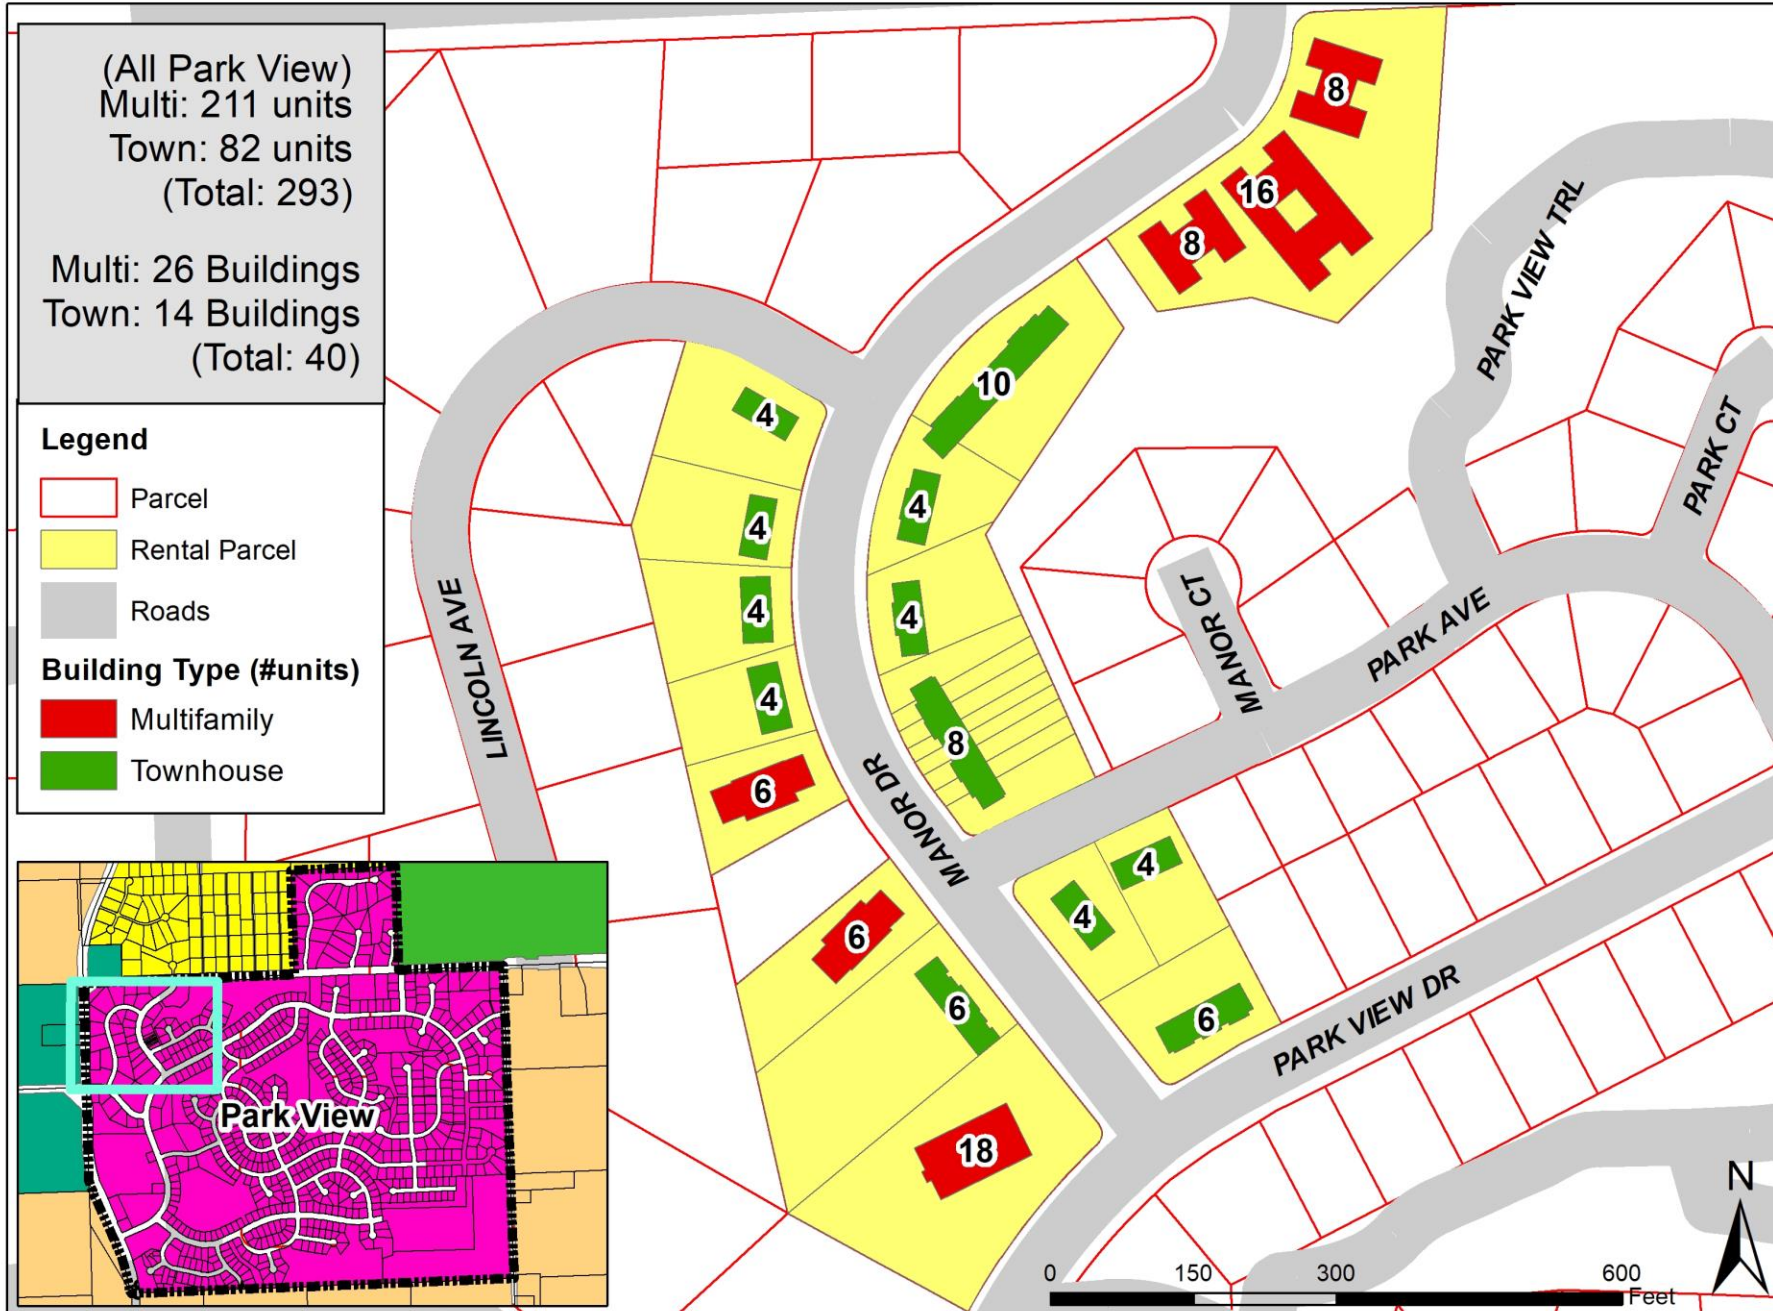 (All Park View)
Multi: 211 units
Town: 82 units
(Total: 293)
Multi: 26 Buildings
Town: 14 Buildings
(Total: 40)
Legend
Parcel
Rental Parcel
Roads
Building Type (#units)
Multifamily
Townhouse
8
16
8
10
4
4
4
4
4
4
8
6
4
4
6
6
6
18
LINCOLN AVE
MANOR DR
MANOR CT
PARK AVE
PARK CT
PARK VIEW TRL
PARK VIEW DR
Park View
N
0 150 300 600
Feet